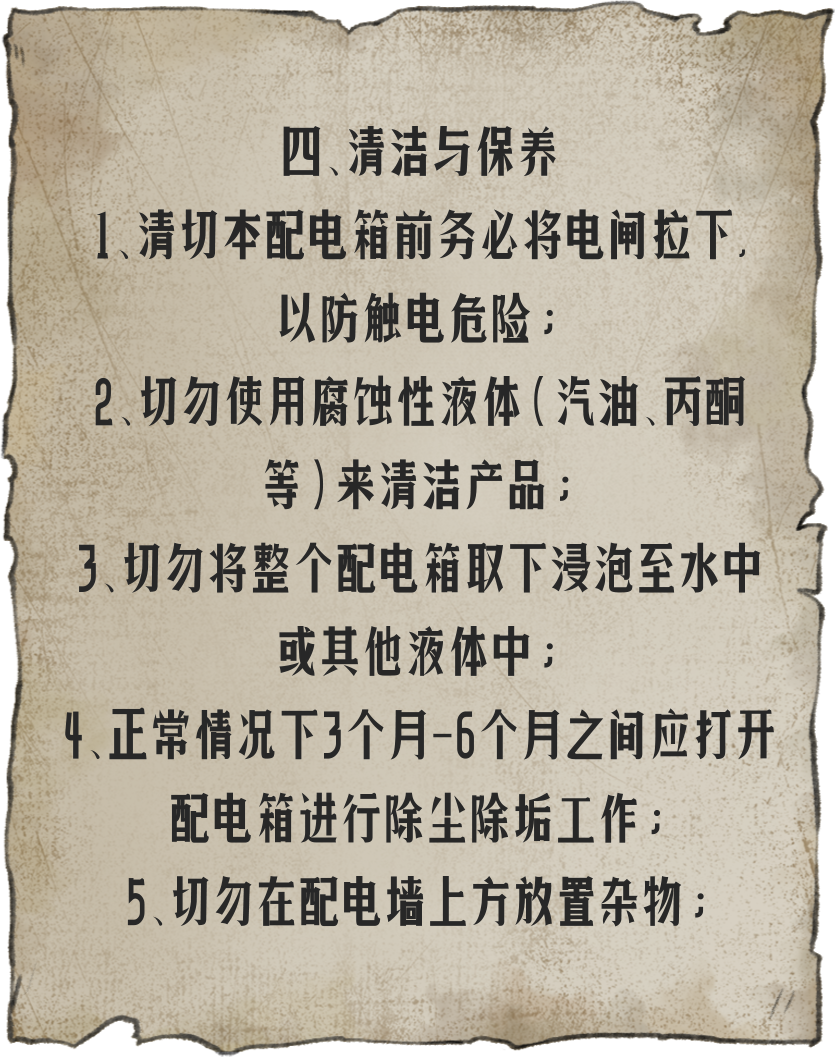 四、清洁与保养
1、清切本配电箱前务必将电闸拉下,
以防触电危险；
2、切勿使用腐蚀性液体（汽油、丙酮
等）来清洁产品；
3、切勿将整个配电箱取下浸泡至水中
或其他液体中；
4、正常情况下3个月-6个月之间应打开
配电箱进行除尘除垢工作；
5、切勿在配电墙上方放置杂物；